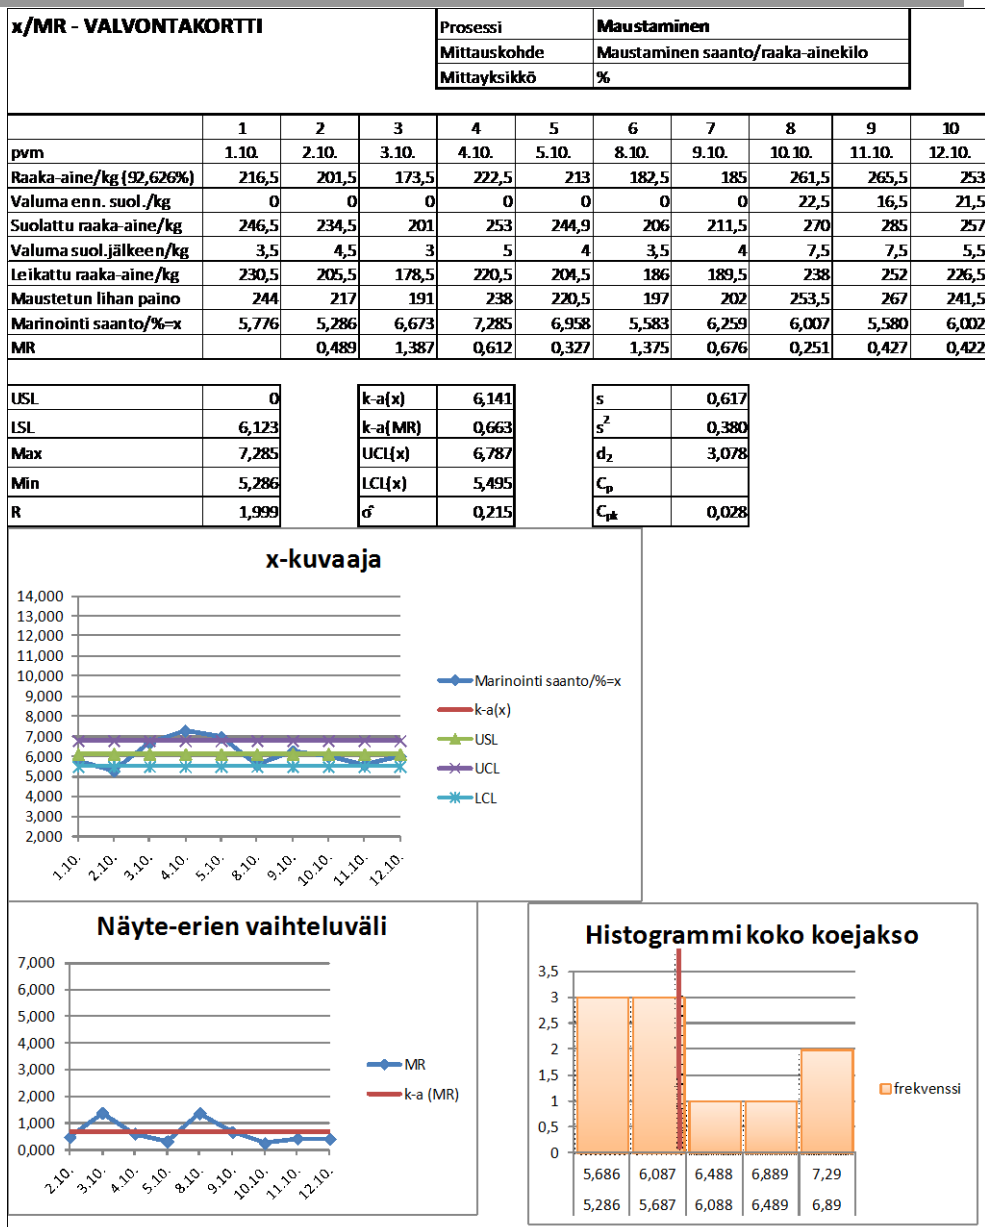 x/MR - VALVONTAKORTTI
Prosessi Maustaminen
Mittauskohde Maustaminen saanto/raaka-ainekilo
Mittayksikkö %
1 2 3 4 5 6 7 8 9 10
pvm 1.10. 2.10. 3.10. 4.10. 5.10. 8.10. 9.10. 10.10. 11.10. 12.10.
Raaka-aine/kg (92,626%) 216,5 201,5 173,5 222,5 213 182,5 185 261,5 265,5 253
Valuma enn. suol./kg 0 0 0 0 0 0 0 22,5 16,5 21,5
Suolattu raaka-aine/kg 246,5 234,5 201 253 244,9 206 211,5 270 285 257
Valuma suol.jälkeen/kg 3,5 4,5 3 5 4 3,5 4 7,5 7,5 5,5
Leikattu raaka-aine/kg 230,5 205,5 178,5 220,5 204,5 186 189,5 238 252 226,5
Maustetun lihan paino 244 217 191 238 220,5 197 202 253,5 267 241,5
Marinointi saanto/%=x 5,776 5,286 6,673 7,285 6,958 5,583 6,259 6,007 5,580 6,002
MR 0,489 1,387 0,612 0,327 1,375 0,676 0,251 0,427 0,422
USL 0 k-a(x) 6,141 s 0,617
LSL 6,123 k-a(MR) 0,663 s² 0,380
Max 7,285 UCL(x) 6,787 d₂ 3,078
Min 5,286 LCL(x) 5,495 Cₚ
R 1,999 σ̂ 0,215 Cₚₖ 0,028
x-kuvaaja
14,000
13,000
12,000
11,000
10,000
9,000
8,000
7,000
6,000
5,000
4,000
3,000
2,000
1.10. 2.10. 3.10. 4.10. 5.10. 8.10. 9.10. 10.10. 11.10. 12.10.
Marinointi saanto/%=x
k-a(x)
USL
UCL
LCL
Näyte-erien vaihteluväli
7,000
6,000
5,000
4,000
3,000
2,000
1,000
0,000
2.10. 3.10. 4.10. 5.10. 8.10. 9.10. 10.10. 11.10. 12.10.
MR
k-a (MR)
Histogrammi koko koejakso
3,5
3
2,5
2
1,5
1
0,5
0
5,686 6,087 6,488 6,889 7,29
5,286 5,687 6,088 6,489 6,89
frekvenssi